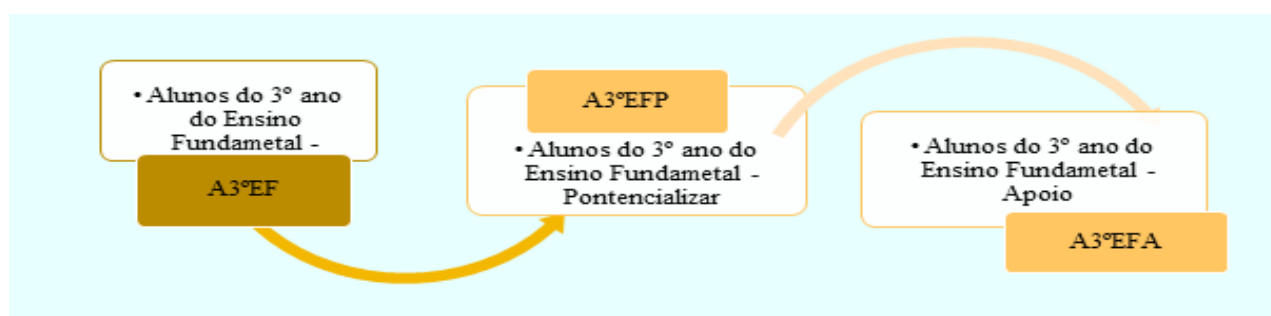 • Alunos do 3º ano
do Ensino
Fundametal -
A3ºEF
A3ºEFP
• Alunos do 3º ano do
Ensino Fundametal -
Pontencializar
• Alunos do 3º ano do
Ensino Fundametal -
Apoio
A3ºEFA